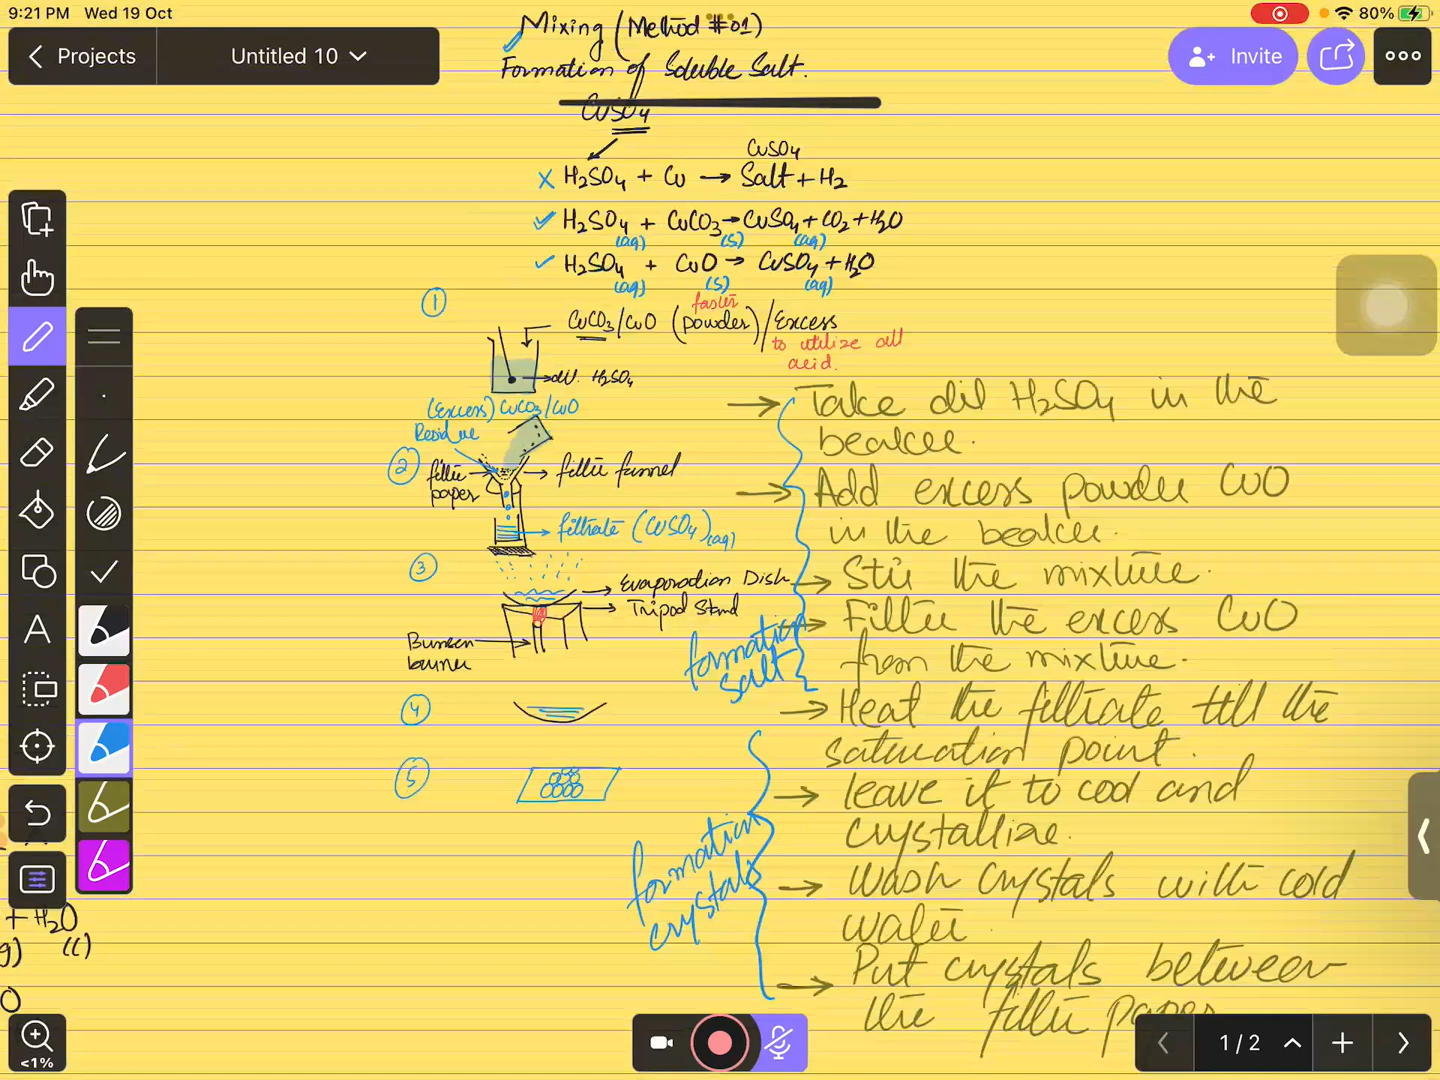 9:21 PM Wed 19 Oct
80%
Projects
Untitled 10
Invite
Mixing (Method #01)
Formation of Soluble Salt.
CuSO4
CuSO4
x H2SO4 + Cu → Salt + H2
✓ H2SO4 + CuCO3 → CuSO4 + CO2 + H2O
(aq) (s) (aq)
✓ H2SO4 + CuO → CuSO4 + H2O
(aq) (s) (aq)
① faster
CuCO3/CuO (powder)/Excess
to utilize all
acid.
→ dil. H2SO4
(Excess) CuCO3/CuO
Residue
② filter paper → filter funnel
→ filtrate (CuSO4)(aq)
③ → Evaporation Dish
→ Tripod Stand
Bunsen
burner
④
⑤
→ Take dil H2SO4 in the
beaker.
→ Add excess powder CuO
in the beaker.
→ Stir the mixture.
→ Filter the excess CuO
from the mixture.
formation
salt
→ Heat the filtrate till the
saturation point.
→ leave it to cool and
crystallize.
→ Wash crystals with cold
water.
→ Put crystals between
the filter paper
formation
crystals
+ H2O
g) (l)
O
<1%
1 / 2